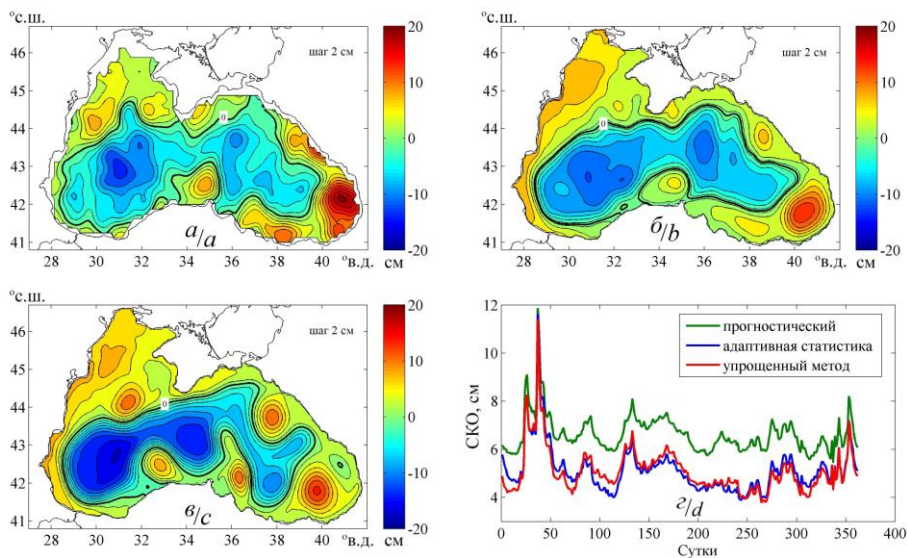 °с.ш.
46
45
44
43
42
41
28 30 32 34 36 38 40 °в.д.
шаг 2 см
0
а/a
20
10
0
-10
-20
см
°с.ш.
46
45
44
43
42
41
28 30 32 34 36 38 40 °в.д.
шаг 2 см
0
б/b
20
10
0
-10
-20
см
°с.ш.
46
45
44
43
42
41
28 30 32 34 36 38 40 °в.д.
шаг 2 см
0
в/c
20
10
0
-10
-20
см
СКО, см
12
10
8
6
4
прогностический
адаптивная статистика
упрощенный метод
г/d
0 50 100 150 200 250 300 350 400
Сутки